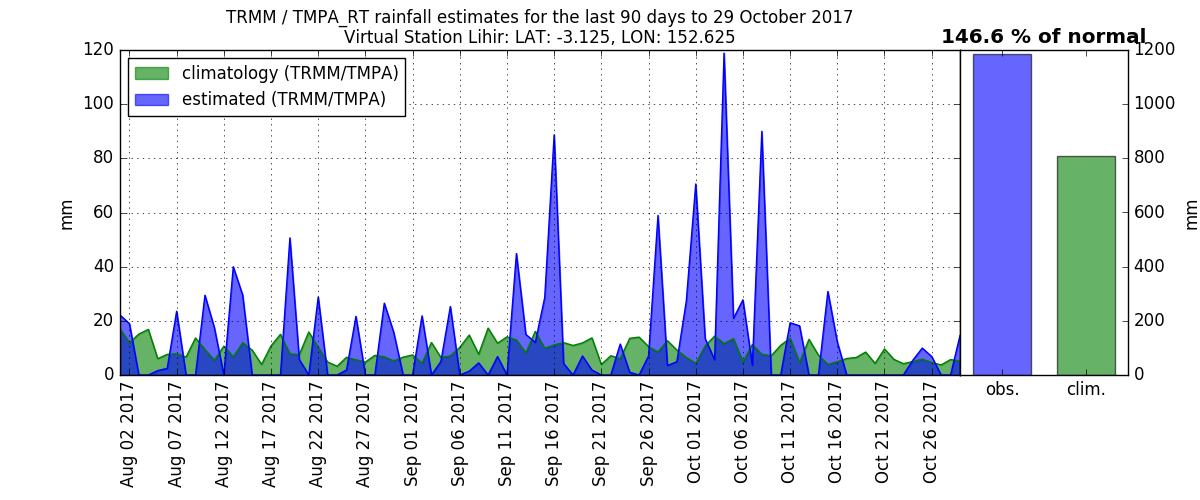 TRMM / TMPA_RT rainfall estimates for the last 90 days to 29 October 2017
Virtual Station Lihir: LAT: -3.125, LON: 152.625
146.6 % of normal
climatology (TRMM/TMPA)
estimated (TRMM/TMPA)
120
100
80
60
40
20
0
mm
1200
1000
800
600
400
200
0
mm
Aug 02 2017
Aug 07 2017
Aug 12 2017
Aug 17 2017
Aug 22 2017
Aug 27 2017
Sep 01 2017
Sep 06 2017
Sep 11 2017
Sep 16 2017
Sep 21 2017
Sep 26 2017
Oct 01 2017
Oct 06 2017
Oct 11 2017
Oct 16 2017
Oct 21 2017
Oct 26 2017
obs.
clim.